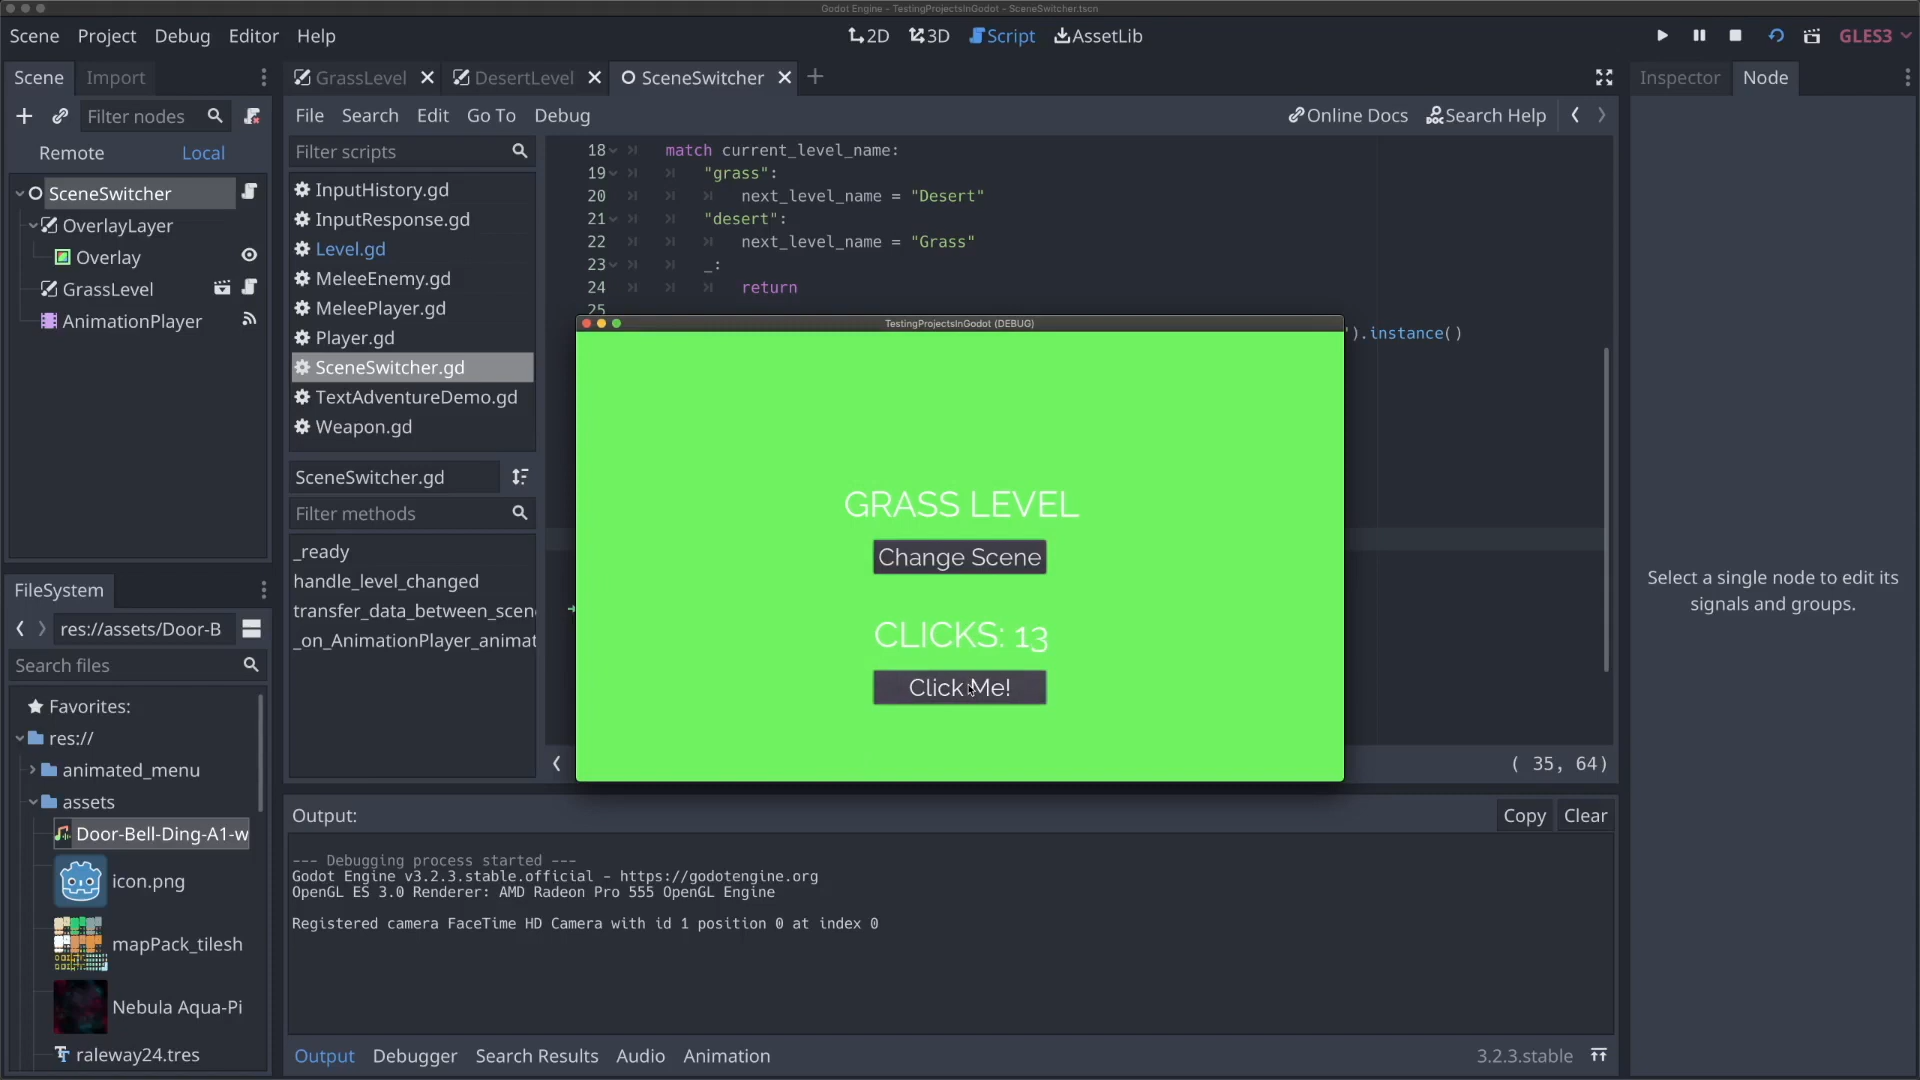 Godot Engine - TestingProjectsInGodot - SceneSwitcher.tscn
Scene Project Debug Editor Help
2D 3D Script AssetLib
GLES3
Scene Import
GrassLevel DesertLevel SceneSwitcher
Inspector Node
Filter nodes
File Search Edit Go To Debug
Online Docs Search Help
Remote Local
SceneSwitcher
OverlayLayer
Overlay
GrassLevel
AnimationPlayer
Filter scripts
InputHistory.gd
InputResponse.gd
Level.gd
MeleeEnemy.gd
MeleePlayer.gd
Player.gd
SceneSwitcher.gd
TextAdventureDemo.gd
Weapon.gd
SceneSwitcher.gd
Filter methods
_ready
handle_level_changed
transfer_data_between_scen
_on_AnimationPlayer_animat
18 match current_level_name:
19 "grass":
20 next_level_name = "Desert"
21 "desert":
22 next_level_name = "Grass"
23 _:
24 return
25
').instance()
TestingProjectsInGodot (DEBUG)
GRASS LEVEL
Change Scene
CLICKS: 13
Click Me!
( 35, 64)
Select a single node to edit its
signals and groups.
FileSystem
res://assets/Door-B
Search files
Favorites:
res://
animated_menu
assets
Door-Bell-Ding-A1-w
icon.png
mapPack_tilesh
Nebula Aqua-Pi
raleway24.tres
Output:
Copy Clear
--- Debugging process started ---
Godot Engine v3.2.3.stable.official - https://godotengine.org
OpenGL ES 3.0 Renderer: AMD Radeon Pro 555 OpenGL Engine
Registered camera FaceTime HD Camera with id 1 position 0 at index 0
Output Debugger Search Results Audio Animation
3.2.3.stable